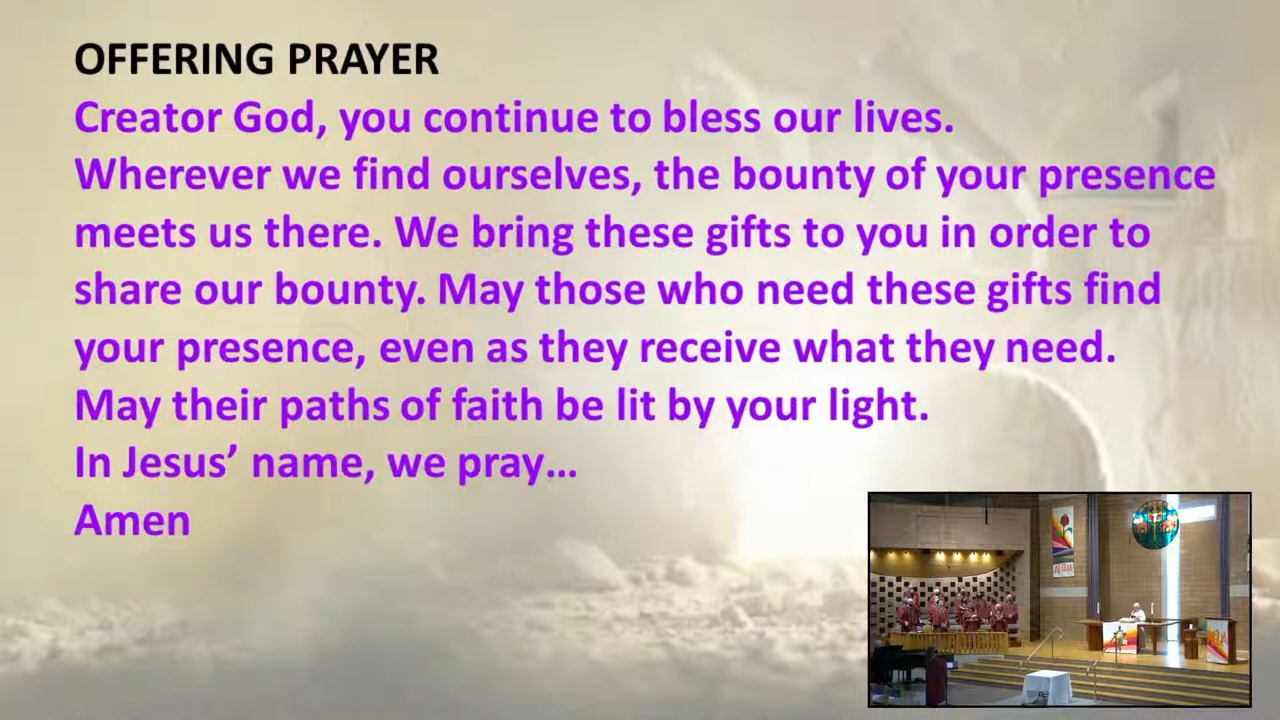 OFFERING PRAYER
Creator God, you continue to bless our lives.
Wherever we find ourselves, the bounty of your presence
meets us there. We bring these gifts to you in order to
share our bounty. May those who need these gifts find
your presence, even as they receive what they need.
May their paths of faith be lit by your light.
In Jesus’ name, we pray…
Amen